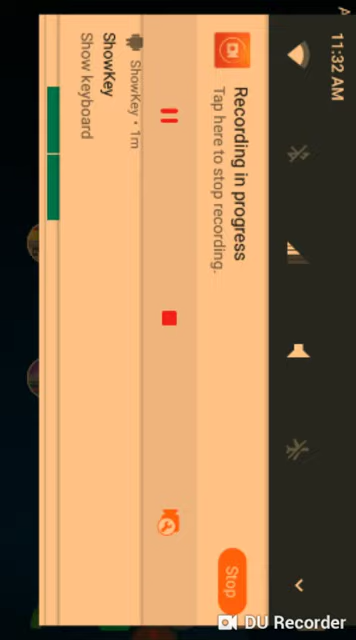 11:32 AM
Recording in progress
Tap here to stop recording.
Stop
ShowKey • 1m
ShowKey
Show keyboard
DU Recorder